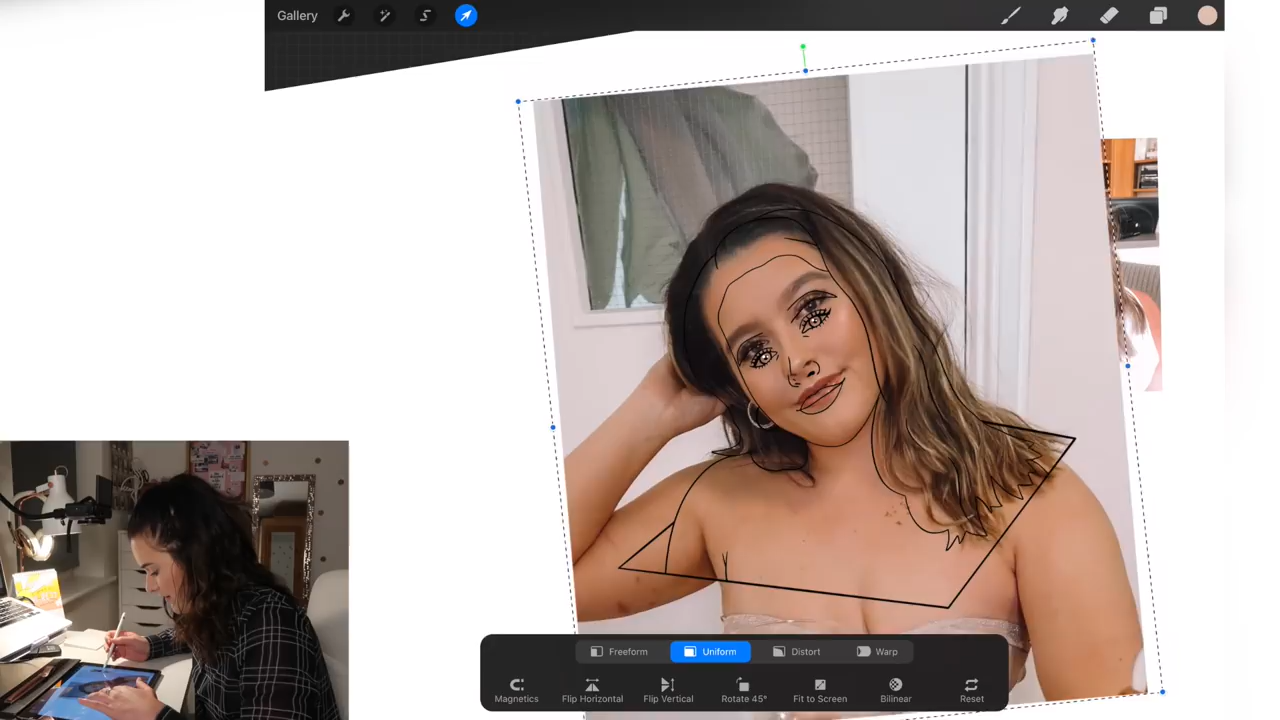 Gallery
Freeform Uniform Distort Warp
Magnetics Flip Horizontal Flip Vertical Rotate 45° Fit to Screen Bilinear Reset